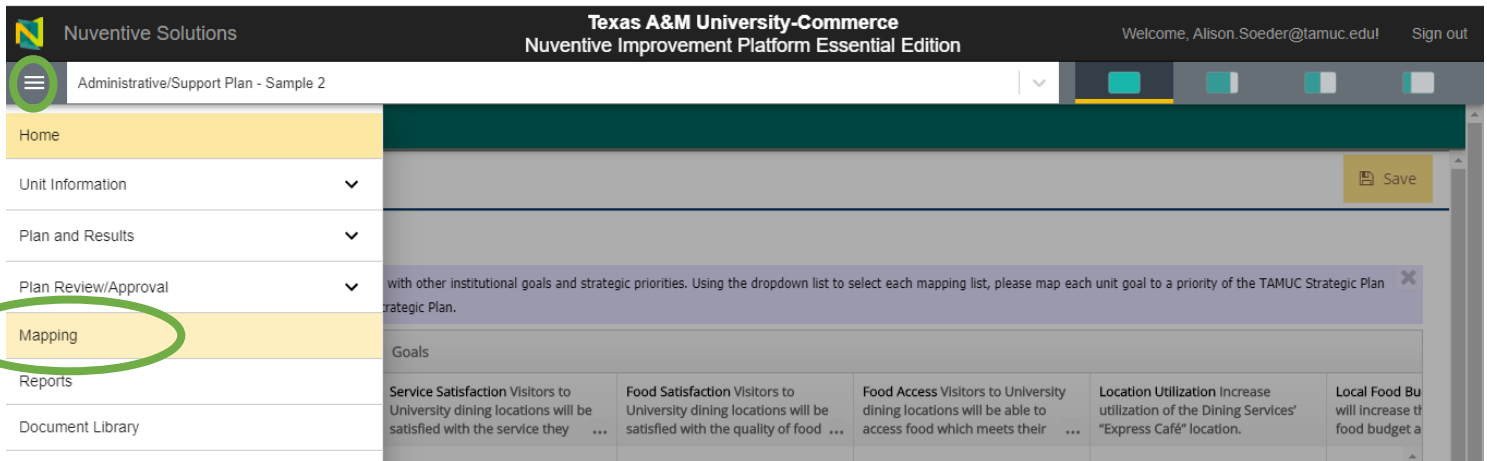 Nuventive Solutions
Texas A&M University-Commerce
Nuventive Improvement Platform Essential Edition
Welcome, Alison.Soeder@tamuc.edu!
Sign out
Administrative/Support Plan - Sample 2
Home
Unit Information
Plan and Results
Plan Review/Approval
Mapping
Reports
Document Library
Save
with other institutional goals and strategic priorities. Using the dropdown list to select each mapping list, please map each unit goal to a priority of the TAMUC Strategic Plan
rategic Plan.
Goals
Service Satisfaction Visitors to
University dining locations will be
satisfied with the service they ...
Food Satisfaction Visitors to
University dining locations will be
satisfied with the quality of food ...
Food Access Visitors to University
dining locations will be able to
access food which meets their ...
Location Utilization Increase
utilization of the Dining Services'
"Express Café" location.
Local Food Bu
will increase th
food budget a